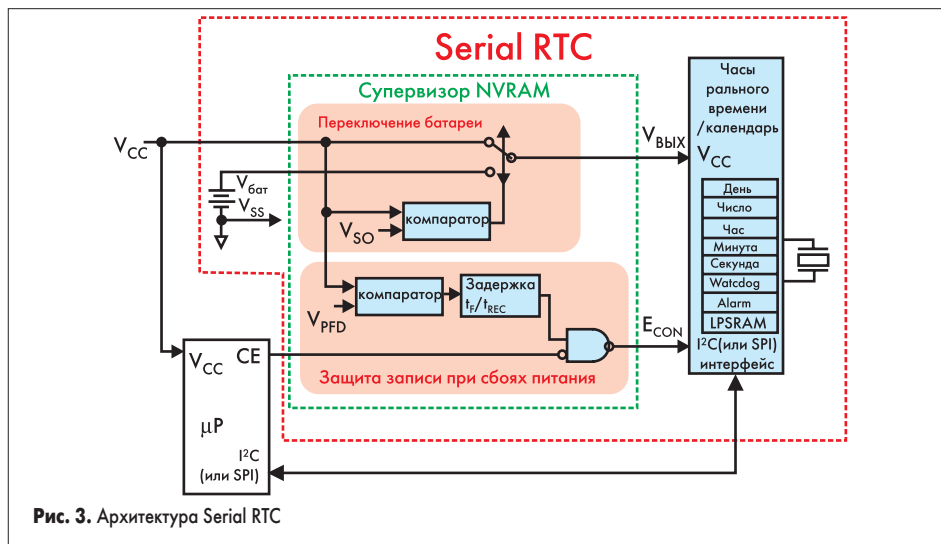 Serial RTC
Супервизор NVRAM
Переключение батареи
VCC
Vбат
VSS
VSO
компаратор
VВЫХ
Часы
рального
времени
/календарь
VCC
День
Число
Час
Минута
Секунда
Watcdog
Alarm
LPSRAM
I²C(или SPI)
интерфейс
компаратор
Задержка
tF/tREC
VPFD
ECON
Защита записи при сбоях питания
VCC CE
µP
I²C
(или SPI)
Рис. 3. Архитектура Serial RTC